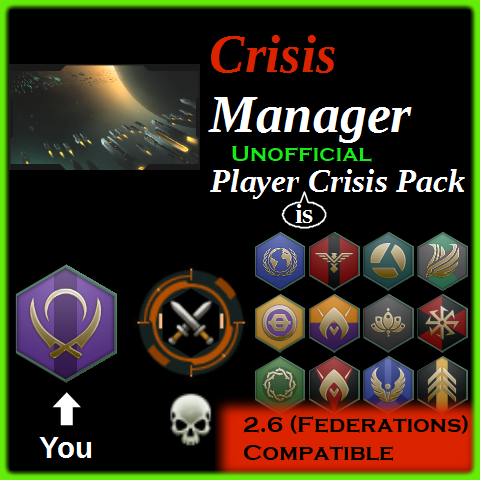 Crisis
Manager
Unofficial
Player Crisis Pack
is
You
2.6 (Federations)
Compatible